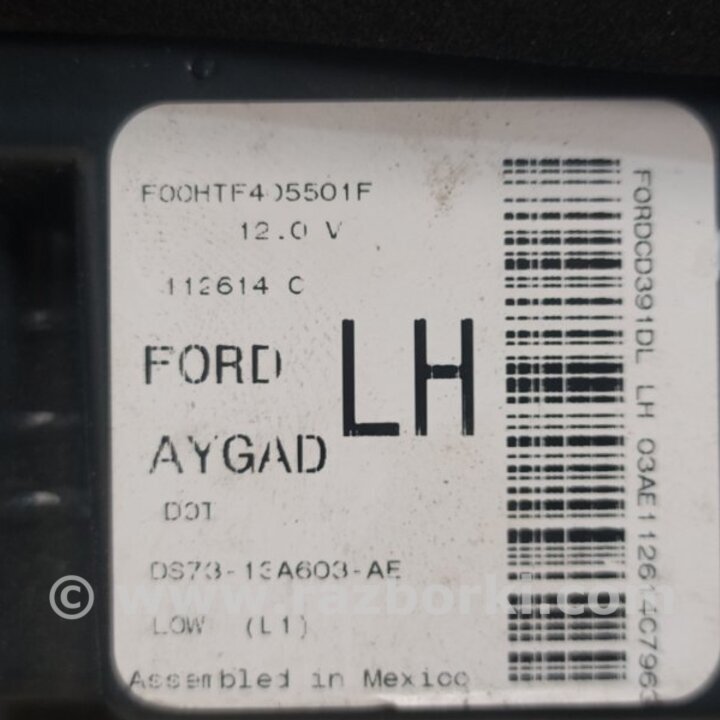 F00HTF405501F
12.0 V
112614 C
FORD
LH
AYGAD
DOT
DS73-13A603-AE
LOW (L1)
Assembled in Mexico
FORDCD391DL LH 03AE112614C7963
© www.razborki.com